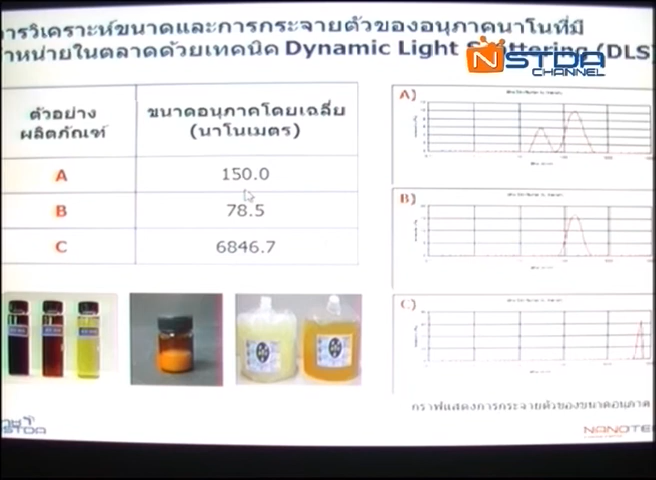 การวิเคราะห์ขนาดและการกระจายตัวของอนุภาคนาโนที่มี
จำหน่ายในตลาดด้วยเทคนิค Dynamic Light Scattering (DLS)
NSTDA
CHANNEL
ตัวอย่าง
ผลิตภัณฑ์
ขนาดอนุภาคโดยเฉลี่ย
(นาโนเมตร)
A
150.0
B
78.5
C
6846.7
A)
B)
C)
กราฟแสดงการกระจายตัวของขนาดอนุภาค
NSTDA
NANOTEC